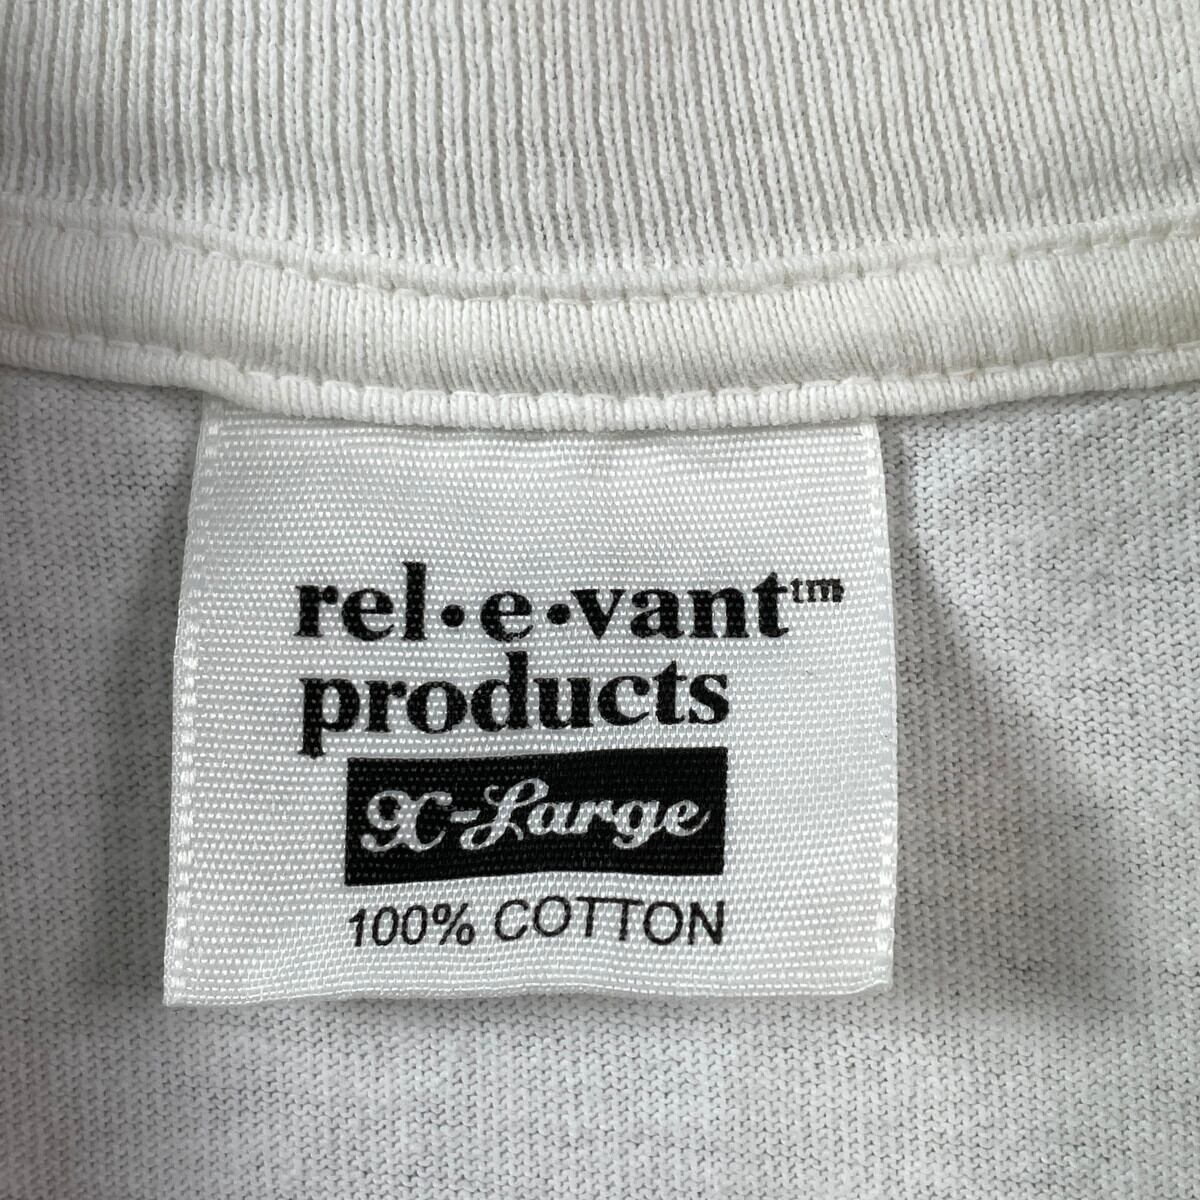 rel•e•vant™
products
X-Large
100% COTTON